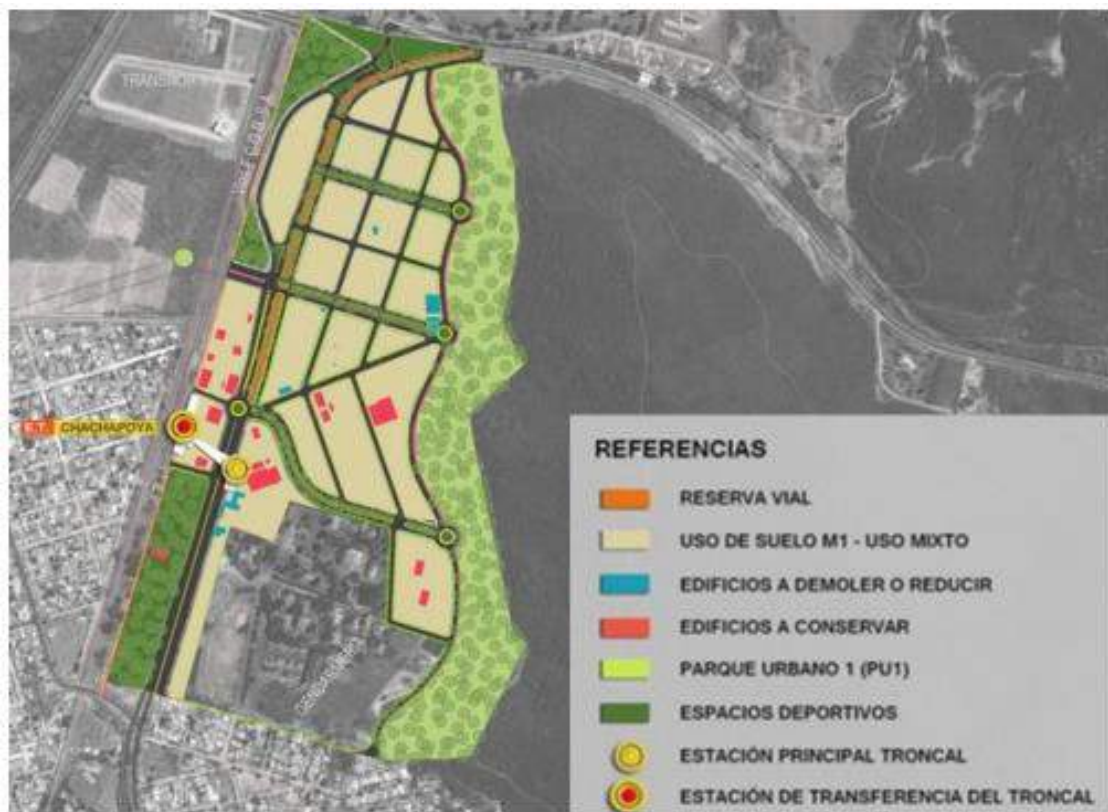 E.T. CHACHAPOYA
REFERENCIAS
RESERVA VIAL
USO DE SUELO M1 - USO MIXTO
EDIFICIOS A DEMOLER O REDUCIR
EDIFICIOS A CONSERVAR
PARQUE URBANO 1 (PU1)
ESPACIOS DEPORTIVOS
ESTACIÓN PRINCIPAL TRONCAL
ESTACIÓN DE TRANSFERENCIA DEL TRONCAL